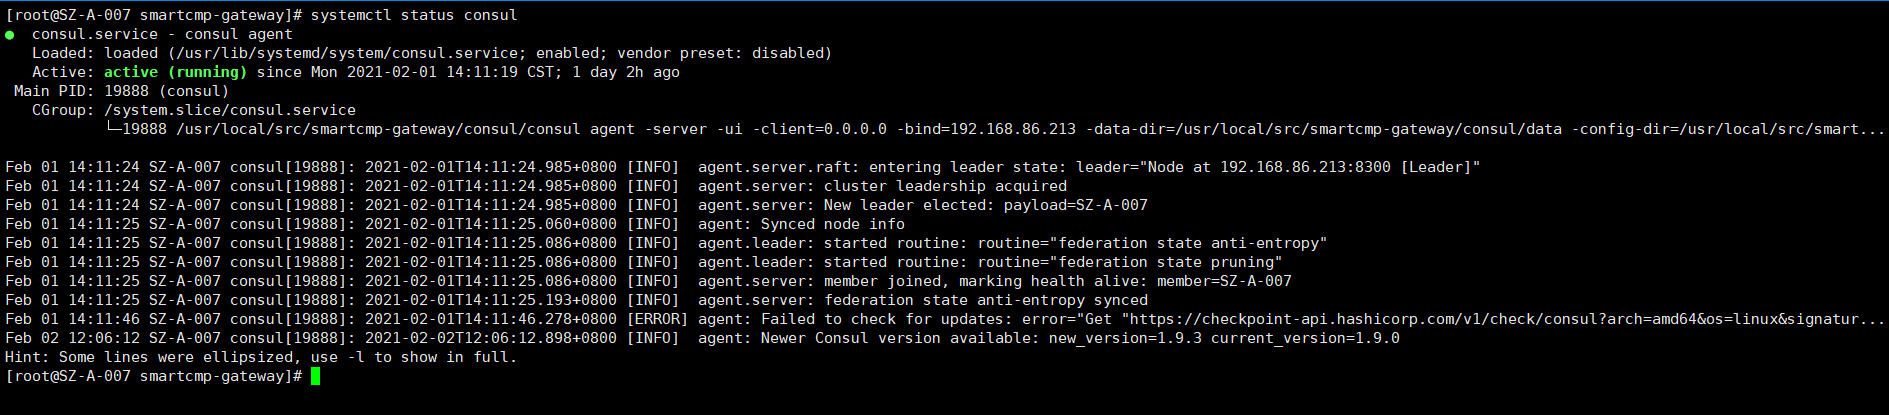 [root@SZ-A-007 smartcmp-gateway]# systemctl status consul
● consul.service - consul agent
   Loaded: loaded (/usr/lib/systemd/system/consul.service; enabled; vendor preset: disabled)
   Active: active (running) since Mon 2021-02-01 14:11:19 CST; 1 day 2h ago
 Main PID: 19888 (consul)
   CGroup: /system.slice/consul.service
           └─19888 /usr/local/src/smartcmp-gateway/consul/consul agent -server -ui -client=0.0.0.0 -bind=192.168.86.213 -data-dir=/usr/local/src/smartcmp-gateway/consul/data -config-dir=/usr/local/src/smart...

Feb 01 14:11:24 SZ-A-007 consul[19888]: 2021-02-01T14:11:24.985+0800 [INFO]  agent.server.raft: entering leader state: leader="Node at 192.168.86.213:8300 [Leader]"
Feb 01 14:11:24 SZ-A-007 consul[19888]: 2021-02-01T14:11:24.985+0800 [INFO]  agent.server: cluster leadership acquired
Feb 01 14:11:24 SZ-A-007 consul[19888]: 2021-02-01T14:11:24.985+0800 [INFO]  agent.server: New leader elected: payload=SZ-A-007
Feb 01 14:11:25 SZ-A-007 consul[19888]: 2021-02-01T14:11:25.060+0800 [INFO]  agent: Synced node info
Feb 01 14:11:25 SZ-A-007 consul[19888]: 2021-02-01T14:11:25.086+0800 [INFO]  agent.leader: started routine: routine="federation state anti-entropy"
Feb 01 14:11:25 SZ-A-007 consul[19888]: 2021-02-01T14:11:25.086+0800 [INFO]  agent.leader: started routine: routine="federation state pruning"
Feb 01 14:11:25 SZ-A-007 consul[19888]: 2021-02-01T14:11:25.086+0800 [INFO]  agent.server: member joined, marking health alive: member=SZ-A-007
Feb 01 14:11:25 SZ-A-007 consul[19888]: 2021-02-01T14:11:25.193+0800 [INFO]  agent.server: federation state anti-entropy synced
Feb 01 14:11:46 SZ-A-007 consul[19888]: 2021-02-01T14:11:46.278+0800 [ERROR] agent: Failed to check for updates: error="Get "https://checkpoint-api.hashicorp.com/v1/check/consul?arch=amd64&os=linux&signatur...
Feb 02 12:06:12 SZ-A-007 consul[19888]: 2021-02-02T12:06:12.898+0800 [INFO]  agent: Newer Consul version available: new_version=1.9.3 current_version=1.9.0
Hint: Some lines were ellipsized, use -l to show in full.
[root@SZ-A-007 smartcmp-gateway]#